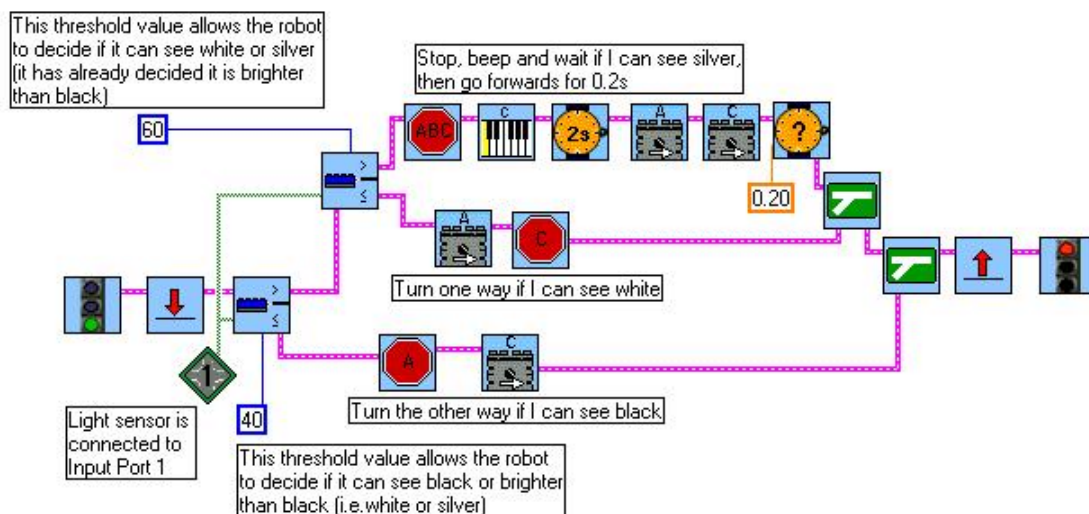 This threshold value allows the robot
to decide if it can see white or silver
(it has already decided it is brighter
than black)
60
Stop, beep and wait if I can see silver,
then go forwards for 0.2s
ABC
C
2s
A
C
?
0.20
>
≤
A
C
Turn one way if I can see white
>
≤
1
A
C
Turn the other way if I can see black
Light sensor is
connected to
Input Port 1
40
This threshold value allows the robot
to decide if it can see black or brighter
than black (i.e.white or silver)